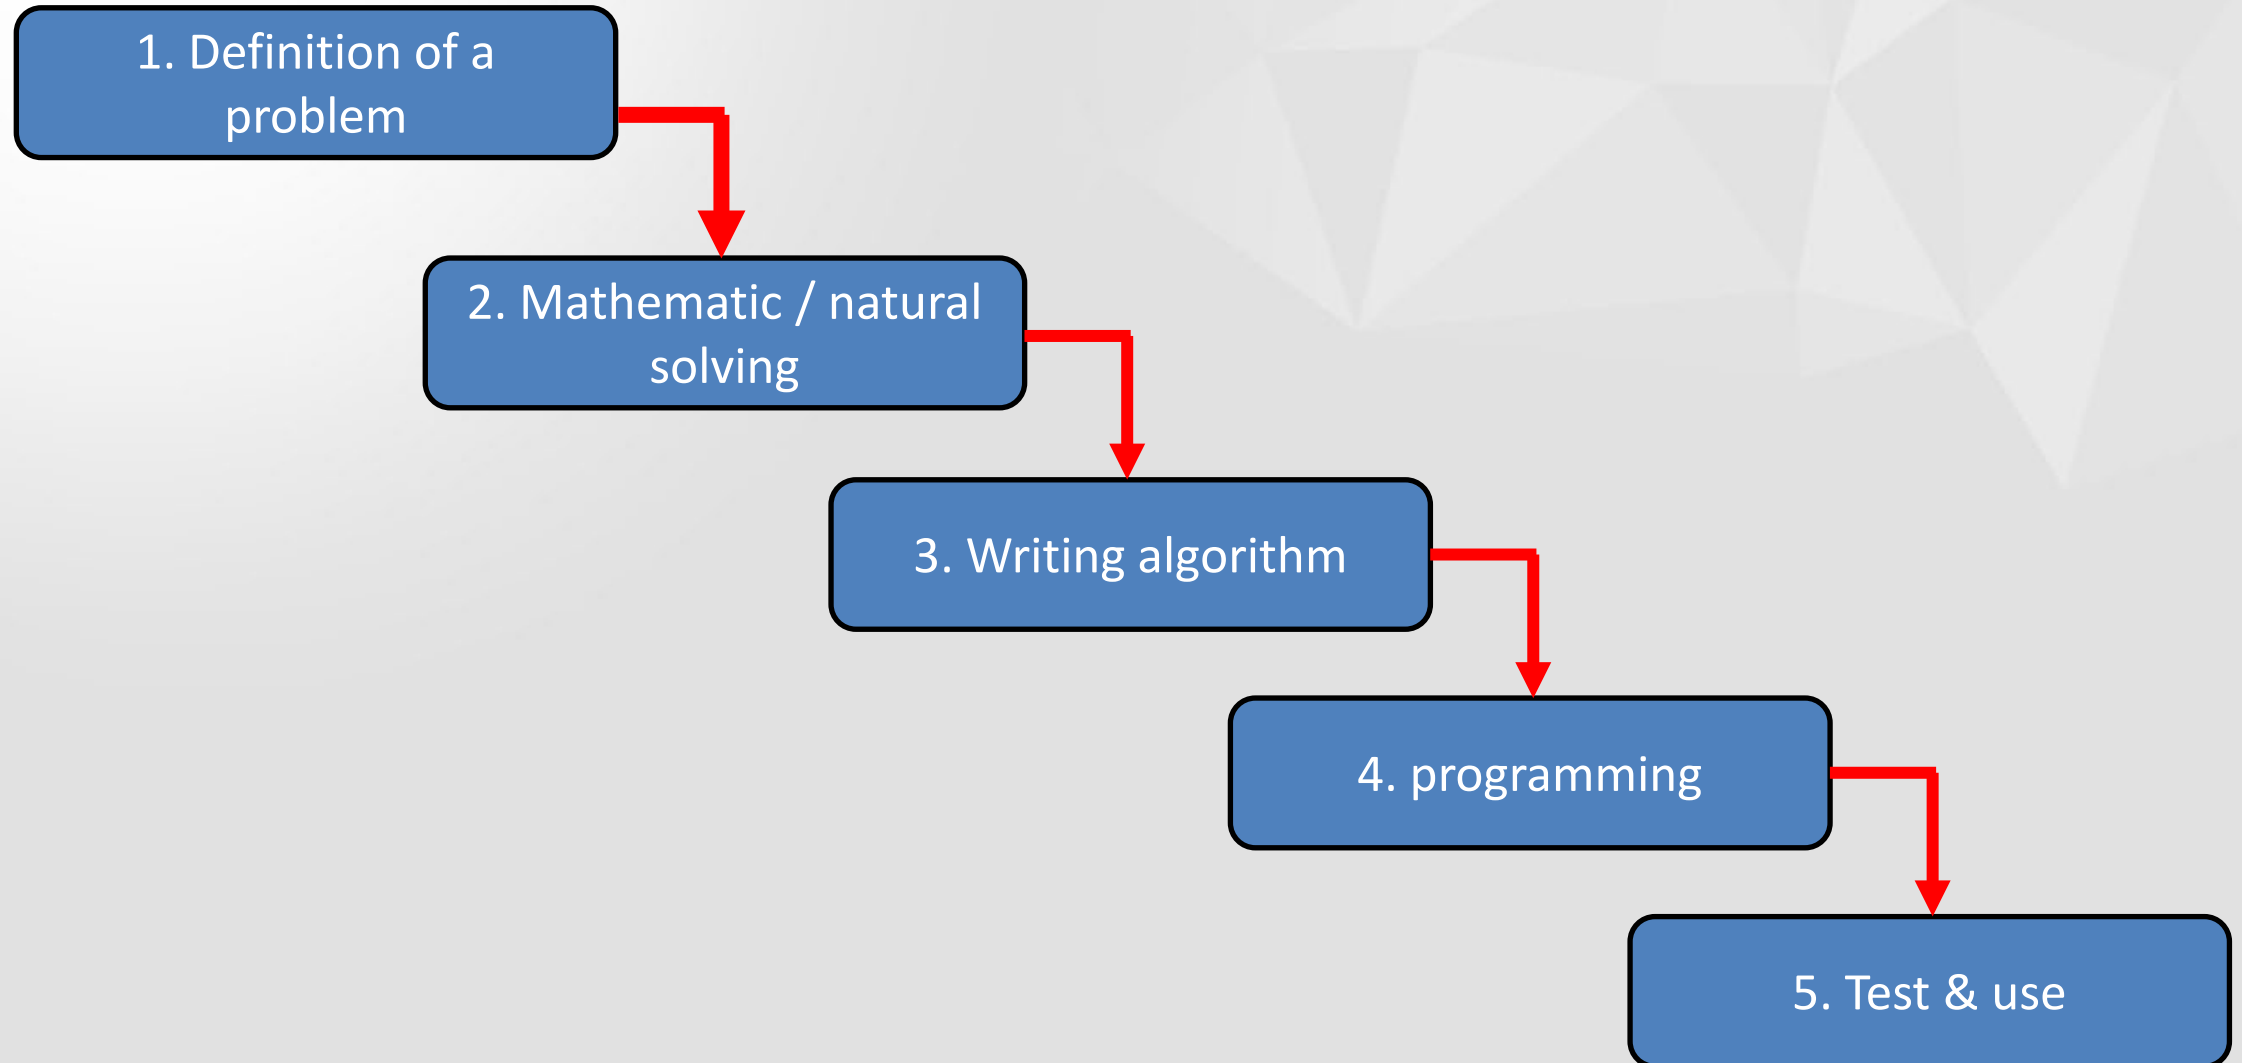 1. Definition of a
problem
2. Mathematic / natural
solving
3. Writing algorithm
4. programming
5. Test & use